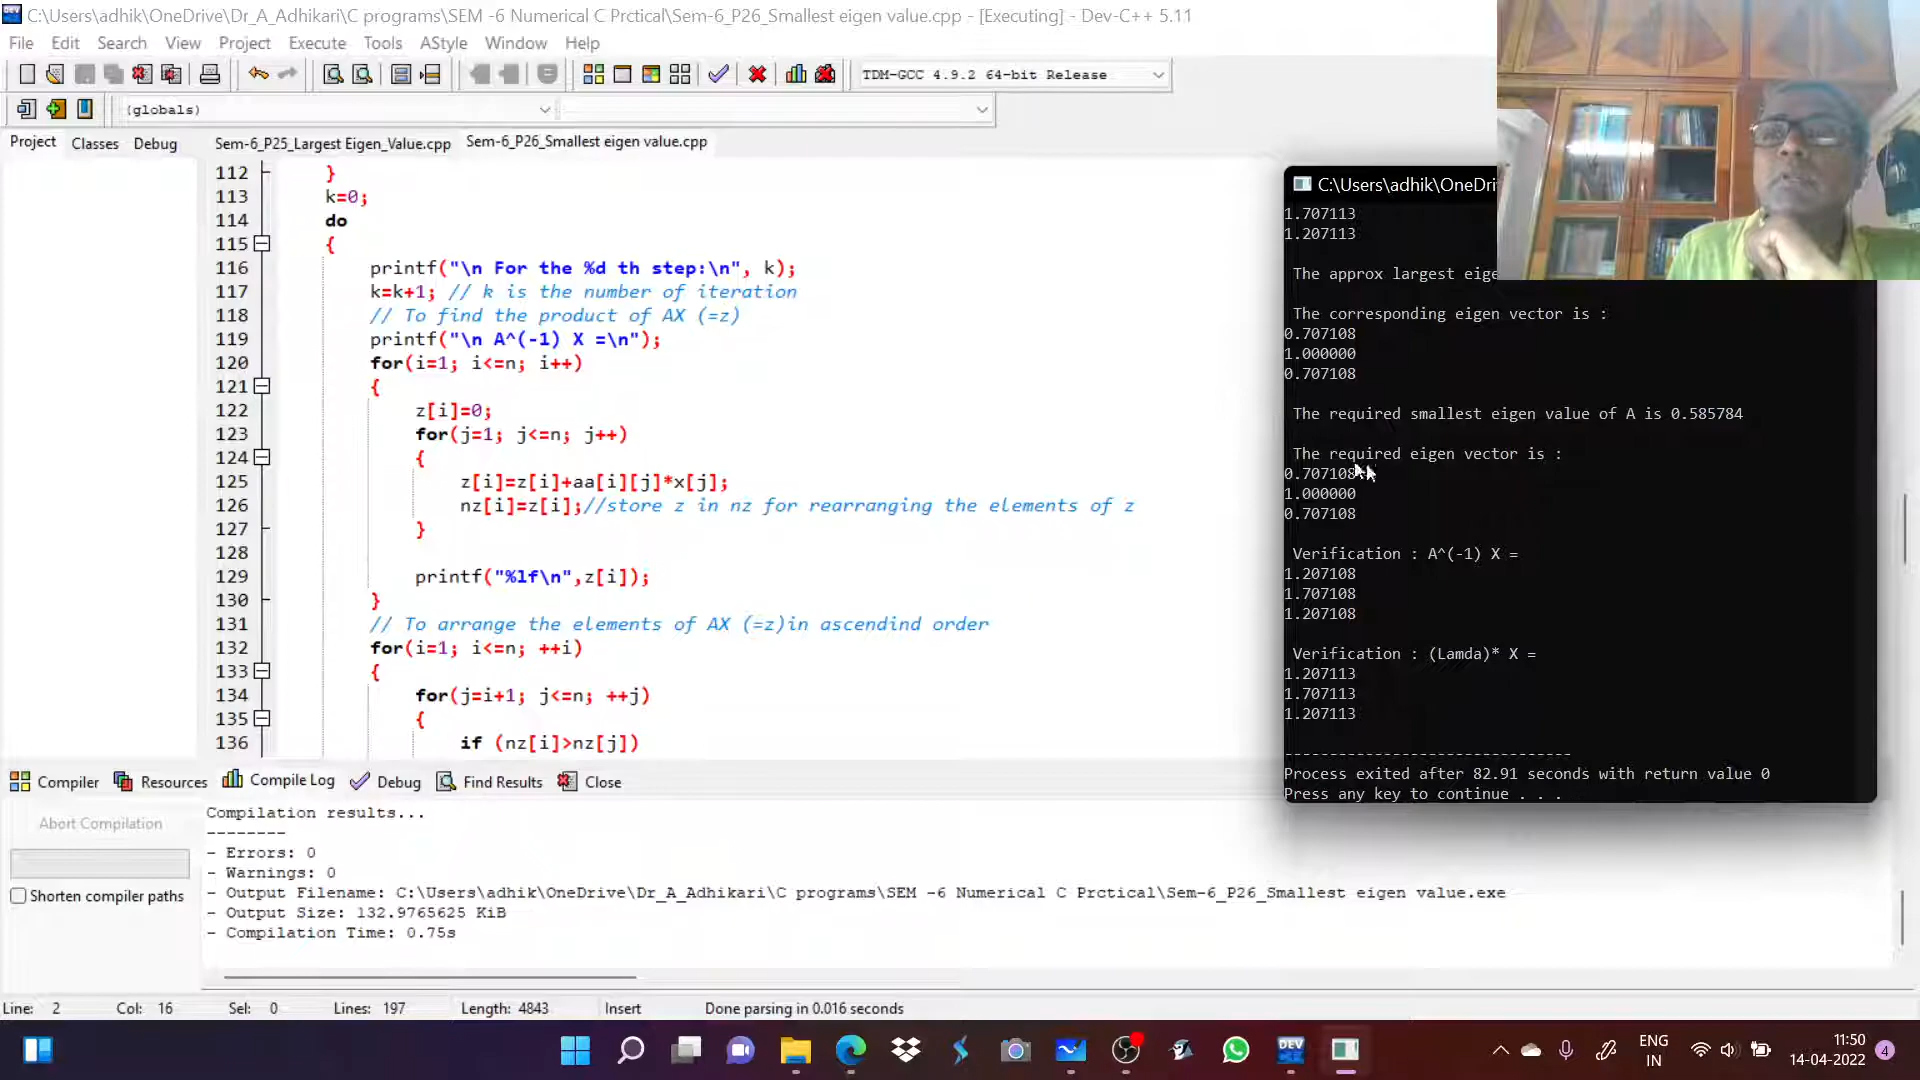 C:\Users\adhik\OneDrive\Dr_A_Adhikari\C programs\SEM -6 Numerical C Prctical\Sem-6_P26_Smallest eigen value.cpp - [Executing] - Dev-C++ 5.11
File Edit Search View Project Execute Tools AStyle Window Help
TDM-GCC 4.9.2 64-bit Release
(globals)
Project Classes Debug
Sem-6_P25_Largest Eigen_Value.cpp Sem-6_P26_Smallest eigen value.cpp
112 }
113 k=0;
114 do
115 {
116 printf("\n For the %d th step:\n", k);
117 k=k+1; // k is the number of iteration
118 // To find the product of AX (=z)
119 printf("\n A^(-1) X =\n");
120 for(i=1; i<=n; i++)
121 {
122 z[i]=0;
123 for(j=1; j<=n; j++)
124 {
125 z[i]=z[i]+aa[i][j]*x[j];
126 nz[i]=z[i];//store z in nz for rearranging the elements of z
127 }
128
129 printf("%lf\n",z[i]);
130 }
131 // To arrange the elements of AX (=z)in ascendind order
132 for(i=1; i<=n; ++i)
133 {
134 for(j=i+1; j<=n; ++j)
135 {
136 if (nz[i]>nz[j])
C:\Users\adhik\OneDri
1.707113
1.207113
The approx largest eige
The corresponding eigen vector is :
0.707108
1.000000
0.707108
The required smallest eigen value of A is 0.585784
The required eigen vector is :
0.707108
1.000000
0.707108
Verification : A^(-1) X =
1.207108
1.707108
1.207108
Verification : (Lamda)* X =
1.207113
1.707113
1.207113
--------------------------------
Process exited after 82.91 seconds with return value 0
Press any key to continue . . .
Compiler Resources Compile Log Debug Find Results Close
Abort Compilation
Shorten compiler paths
Compilation results...
--------
- Errors: 0
- Warnings: 0
- Output Filename: C:\Users\adhik\OneDrive\Dr_A_Adhikari\C programs\SEM -6 Numerical C Prctical\Sem-6_P26_Smallest eigen value.exe
- Output Size: 132.9765625 KiB
- Compilation Time: 0.75s
Line: 2 Col: 16 Sel: 0 Lines: 197 Length: 4843 Insert Done parsing in 0.016 seconds
DEV
ENG
IN
11:50
14-04-2022
4